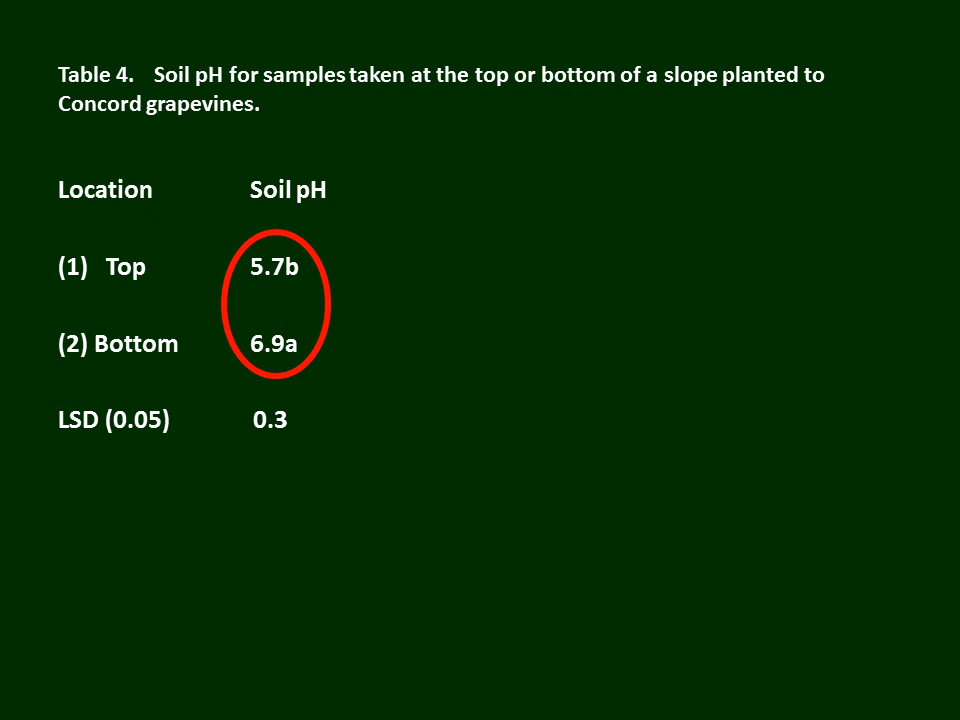 Table 4. Soil pH for samples taken at the top or bottom of a slope planted to
Concord grapevines.
Location Soil pH
(1) Top 5.7b
(2) Bottom 6.9a
LSD (0.05) 0.3